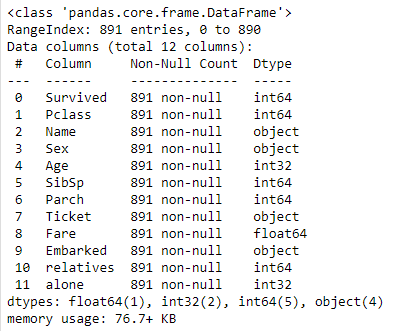 <class 'pandas.core.frame.DataFrame'>
RangeIndex: 891 entries, 0 to 890
Data columns (total 12 columns):
 #   Column     Non-Null Count  Dtype
---  ------     --------------  -----
 0   Survived   891 non-null    int64
 1   Pclass     891 non-null    int64
 2   Name       891 non-null    object
 3   Sex        891 non-null    object
 4   Age        891 non-null    int32
 5   SibSp      891 non-null    int64
 6   Parch      891 non-null    int64
 7   Ticket     891 non-null    object
 8   Fare       891 non-null    float64
 9   Embarked   891 non-null    object
 10  relatives  891 non-null    int64
 11  alone      891 non-null    int32
dtypes: float64(1), int32(2), int64(5), object(4)
memory usage: 76.7+ KB